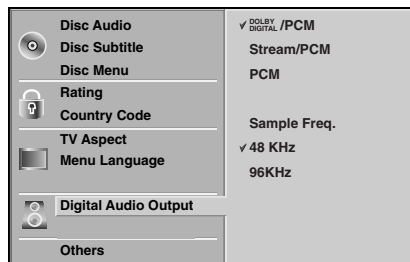 Disc Audio
Disc Subtitle
Disc Menu
Rating
Country Code
TV Aspect
Menu Language
Digital Audio Output
Others
✓ DOLBY DIGITAL /PCM
Stream/PCM
PCM
Sample Freq.
✓ 48 KHz
96KHz